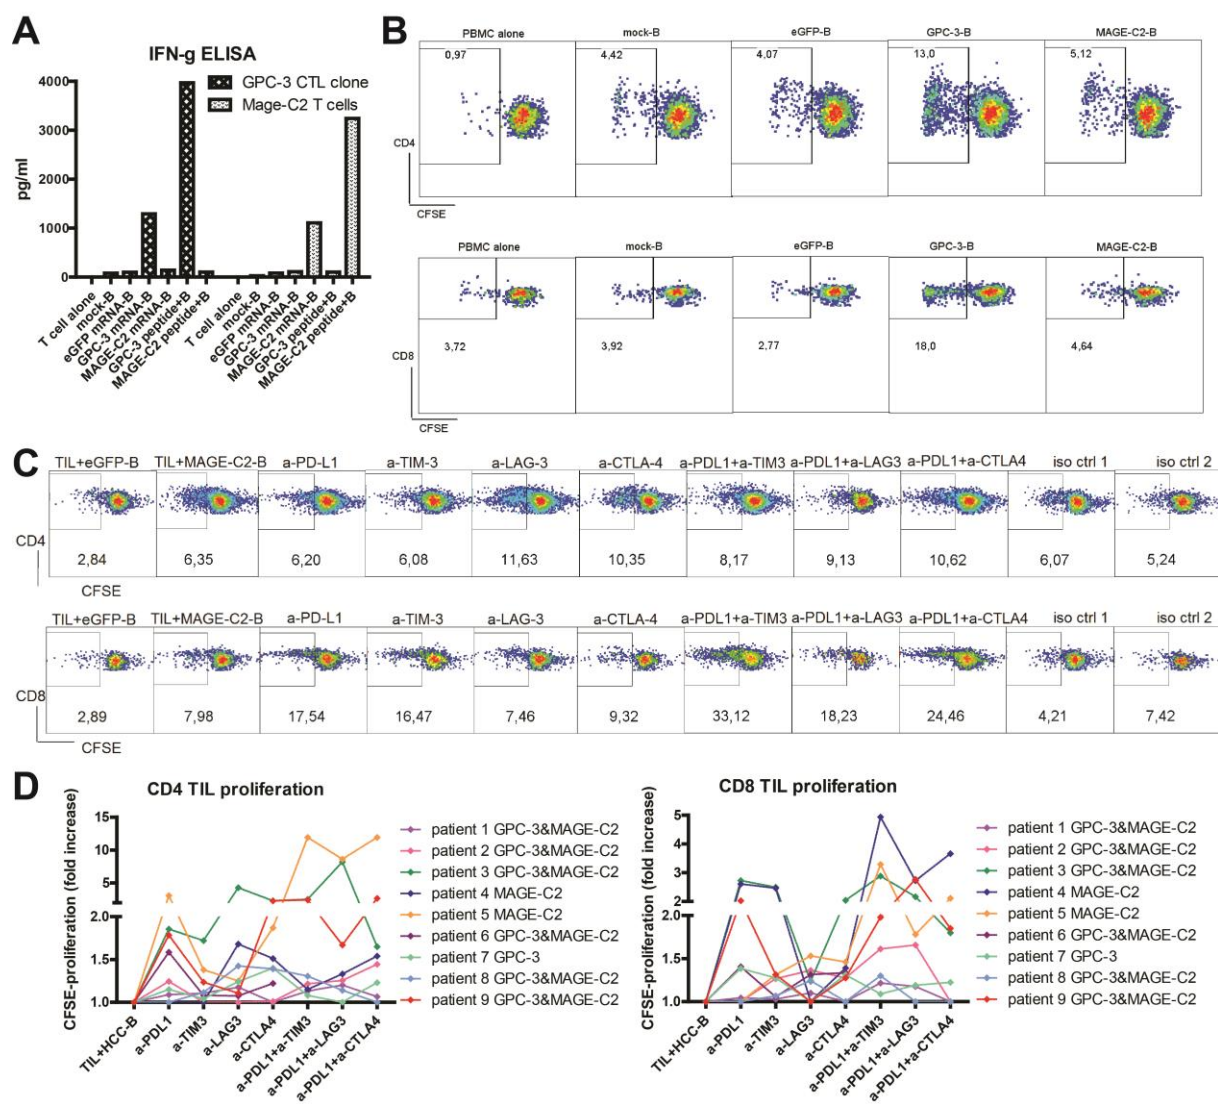 A
IFN-g ELISA
GPC-3 CTL clone
Mage-C2 T cells
pg/ml
4000
3000
2000
1000
0
T cell alone
mock-B
eGFP mRNA-B
GPC-3 mRNA-B
MAGE-C2 mRNA-B
GPC-3 peptide+B
MAGE-C2 peptide+B
T cell alone
mock-B
eGFP mRNA-B
GPC-3 mRNA-B
MAGE-C2 mRNA-B
GPC-3 peptide+B
MAGE-C2 peptide+B
B
PBMC alone mock-B eGFP-B GPC-3-B MAGE-C2-B
0,97 4,42 4,07 13,0 5,12
CD4
CFSE
PBMC alone mock-B eGFP-B GPC-3-B MAGE-C2-B
3,72 3,92 2,77 18,0 4,64
CD8
CFSE
C
TIL+eGFP-B TIL+MAGE-C2-B a-PD-L1 a-TIM-3 a-LAG-3 a-CTLA-4 a-PDL1+a-TIM3 a-PDL1+a-LAG3 a-PDL1+a-CTLA4 iso ctrl 1 iso ctrl 2
CD4
2,84 6,35 6,20 6,08 11,63 10,35 8,17 9,13 10,62 6,07 5,24
CFSE
TIL+eGFP-B TIL+MAGE-C2-B a-PD-L1 a-TIM-3 a-LAG-3 a-CTLA-4 a-PDL1+a-TIM3 a-PDL1+a-LAG3 a-PDL1+a-CTLA4 iso ctrl 1 iso ctrl 2
CD8
2,89 7,98 17,54 16,47 7,46 9,32 33,12 18,23 24,46 4,21 7,42
CFSE
D
CD4 TIL proliferation
CFSE-proliferation (fold increase)
15
10
5
2.0
1.5
1.0
TIL+HCC-B
a-PDL1
a-TIM3
a-LAG3
a-CTLA4
a-PDL1+a-TIM3
a-PDL1+a-LAG3
a-PDL1+a-CTLA4
patient 1 GPC-3&MAGE-C2
patient 2 GPC-3&MAGE-C2
patient 3 GPC-3&MAGE-C2
patient 4 MAGE-C2
patient 5 MAGE-C2
patient 6 GPC-3&MAGE-C2
patient 7 GPC-3
patient 8 GPC-3&MAGE-C2
patient 9 GPC-3&MAGE-C2
CD8 TIL proliferation
CFSE-proliferation (fold increase)
5
4
3
2
2.0
1.5
1.0
TIL+HCC-B
a-PDL1
a-TIM3
a-LAG3
a-CTLA4
a-PDL1+a-TIM3
a-PDL1+a-LAG3
a-PDL1+a-CTLA4
patient 1 GPC-3&MAGE-C2
patient 2 GPC-3&MAGE-C2
patient 3 GPC-3&MAGE-C2
patient 4 MAGE-C2
patient 5 MAGE-C2
patient 6 GPC-3&MAGE-C2
patient 7 GPC-3
patient 8 GPC-3&MAGE-C2
patient 9 GPC-3&MAGE-C2